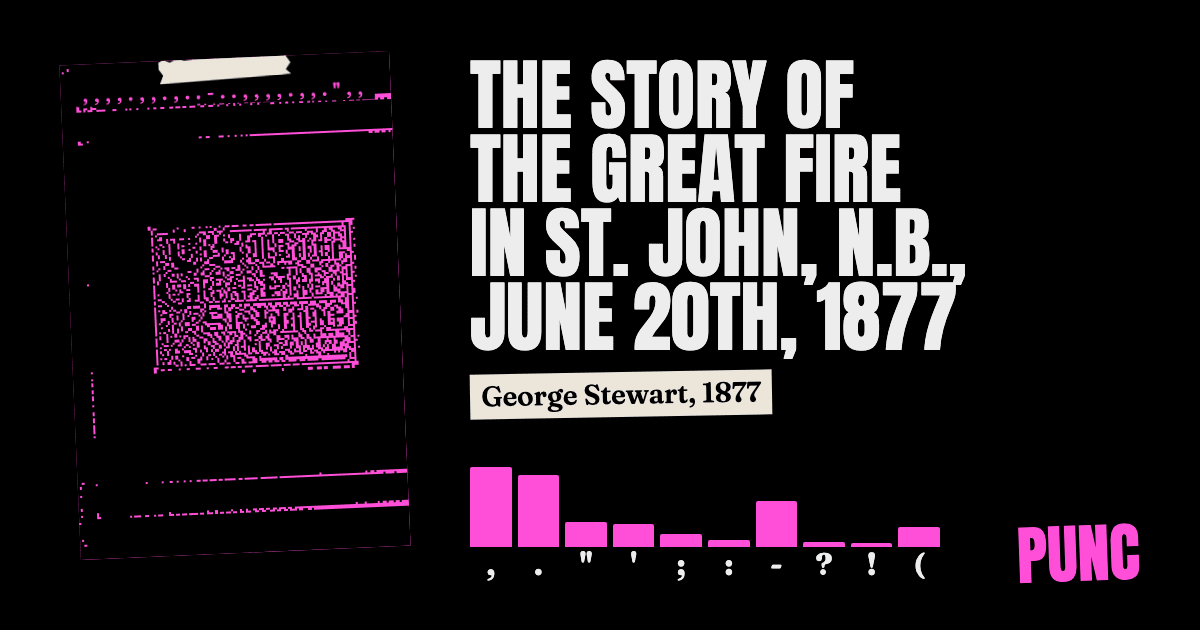 THE STORY OF
THE GREAT FIRE
IN ST. JOHN, N.B.,
JUNE 20TH, 1877
George Stewart, 1877
, . " ' ; : - ? ! (
PUNC